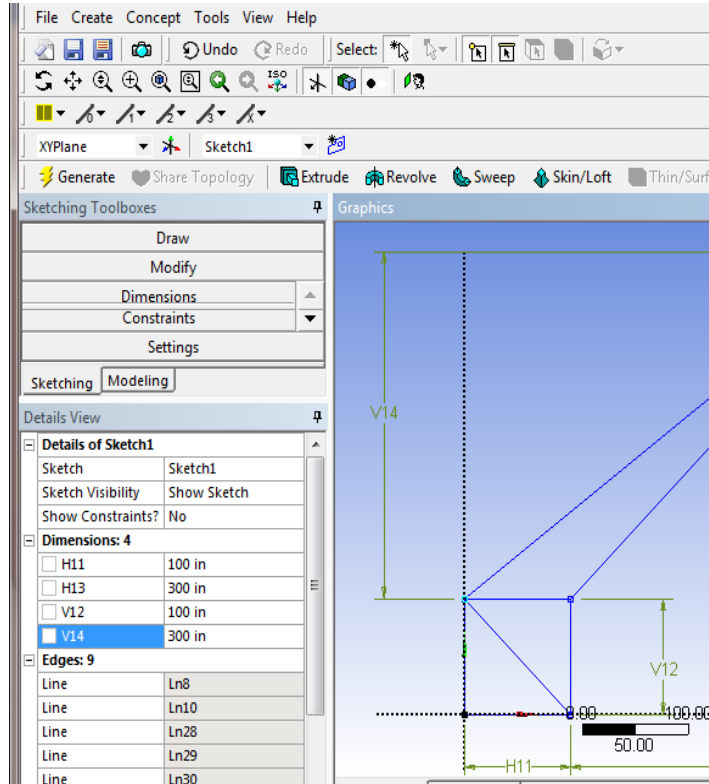 File Create Concept Tools View Help
Undo Redo Select:
ISO
XYPlane Sketch1
Generate Share Topology Extrude Revolve Sweep Skin/Loft Thin/Surf
Sketching Toolboxes
Draw
Modify
Dimensions
Constraints
Settings
Sketching Modeling
Details View
Details of Sketch1
Sketch Sketch1
Sketch Visibility Show Sketch
Show Constraints? No
Dimensions: 4
H11 100 in
H13 300 in
V12 100 in
V14 300 in
Edges: 9
Line Ln8
Line Ln10
Line Ln28
Line Ln29
Line Ln30
Graphics
V14
V12
0.00 100.00
50.00
H11